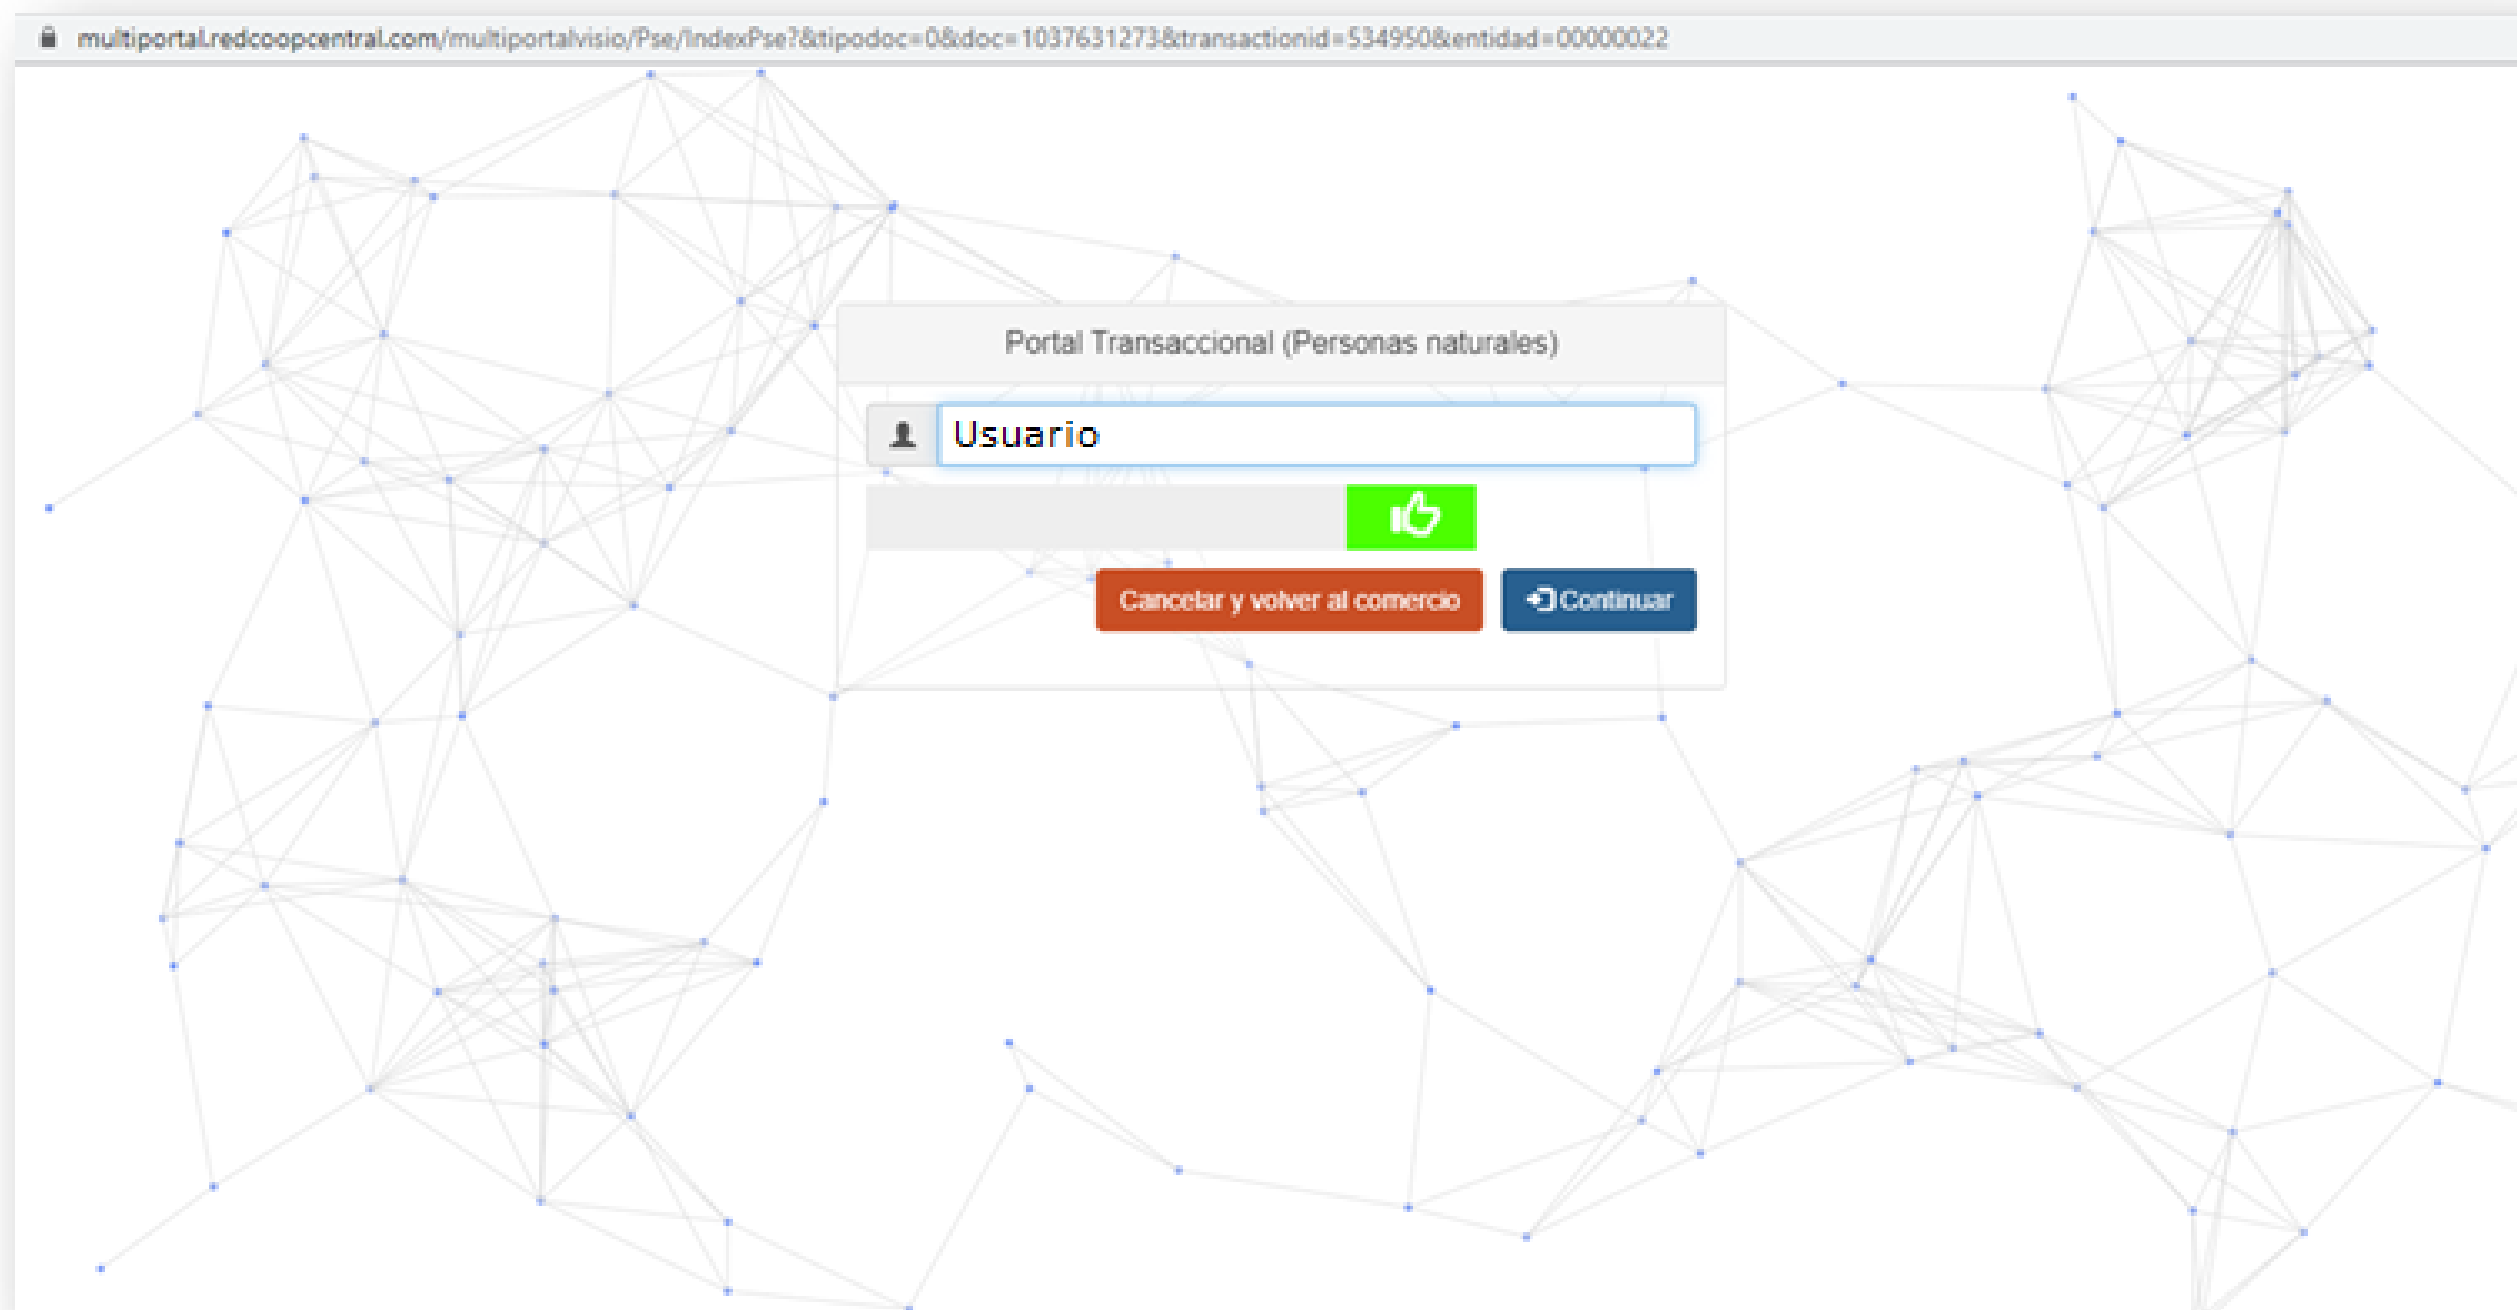 multiportal.redcoopcentral.com/multiportalvisio/Pse/IndexPse?&tipodoc=0&doc=1037631273&transactionid=534950&entidad=00000022
Portal Transaccional (Personas naturales)
Usuario
Cancelar y volver al comercio Continuar